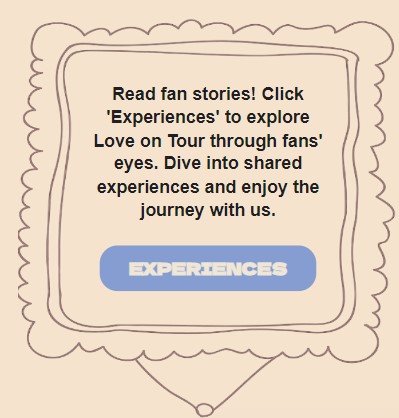 Read fan stories! Click
'Experiences' to explore
Love on Tour through fans'
eyes. Dive into shared
experiences and enjoy the
journey with us.
EXPERIENCES